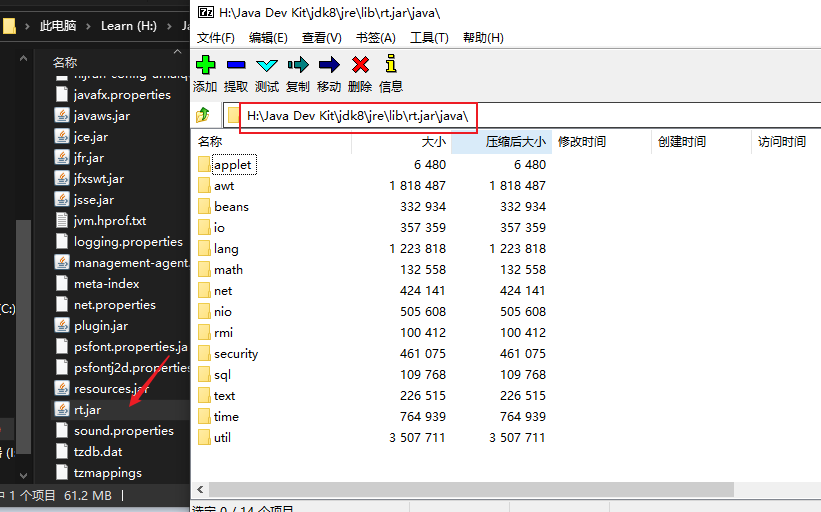 此电脑 › Learn (H:) › Ja
名称
javafx.properties
javaws.jar
jce.jar
jfr.jar
jfxswt.jar
jsse.jar
jvm.hprof.txt
logging.properties
management-agent.
meta-index
net.properties
plugin.jar
psfont.properties.ja
psfontj2d.properties
resources.jar
rt.jar
sound.properties
tzdb.dat
tzmappings
(C:)
中 1 个项目 61.2 MB
7z H:\Java Dev Kit\jdk8\jre\lib\rt.jar\java\
文件(F) 编辑(E) 查看(V) 书签(A) 工具(T) 帮助(H)
添加 提取 测试 复制 移动 删除 信息
H:\Java Dev Kit\jdk8\jre\lib\rt.jar\java\
名称 大小 压缩后大小 修改时间 创建时间 访问时间
applet 6 480 6 480
awt 1 818 487 1 818 487
beans 332 934 332 934
io 357 359 357 359
lang 1 223 818 1 223 818
math 132 558 132 558
net 424 141 424 141
nio 505 608 505 608
rmi 100 412 100 412
security 461 075 461 075
sql 109 768 109 768
text 226 515 226 515
time 764 939 764 939
util 3 507 711 3 507 711
选定 0 / 14 个项目